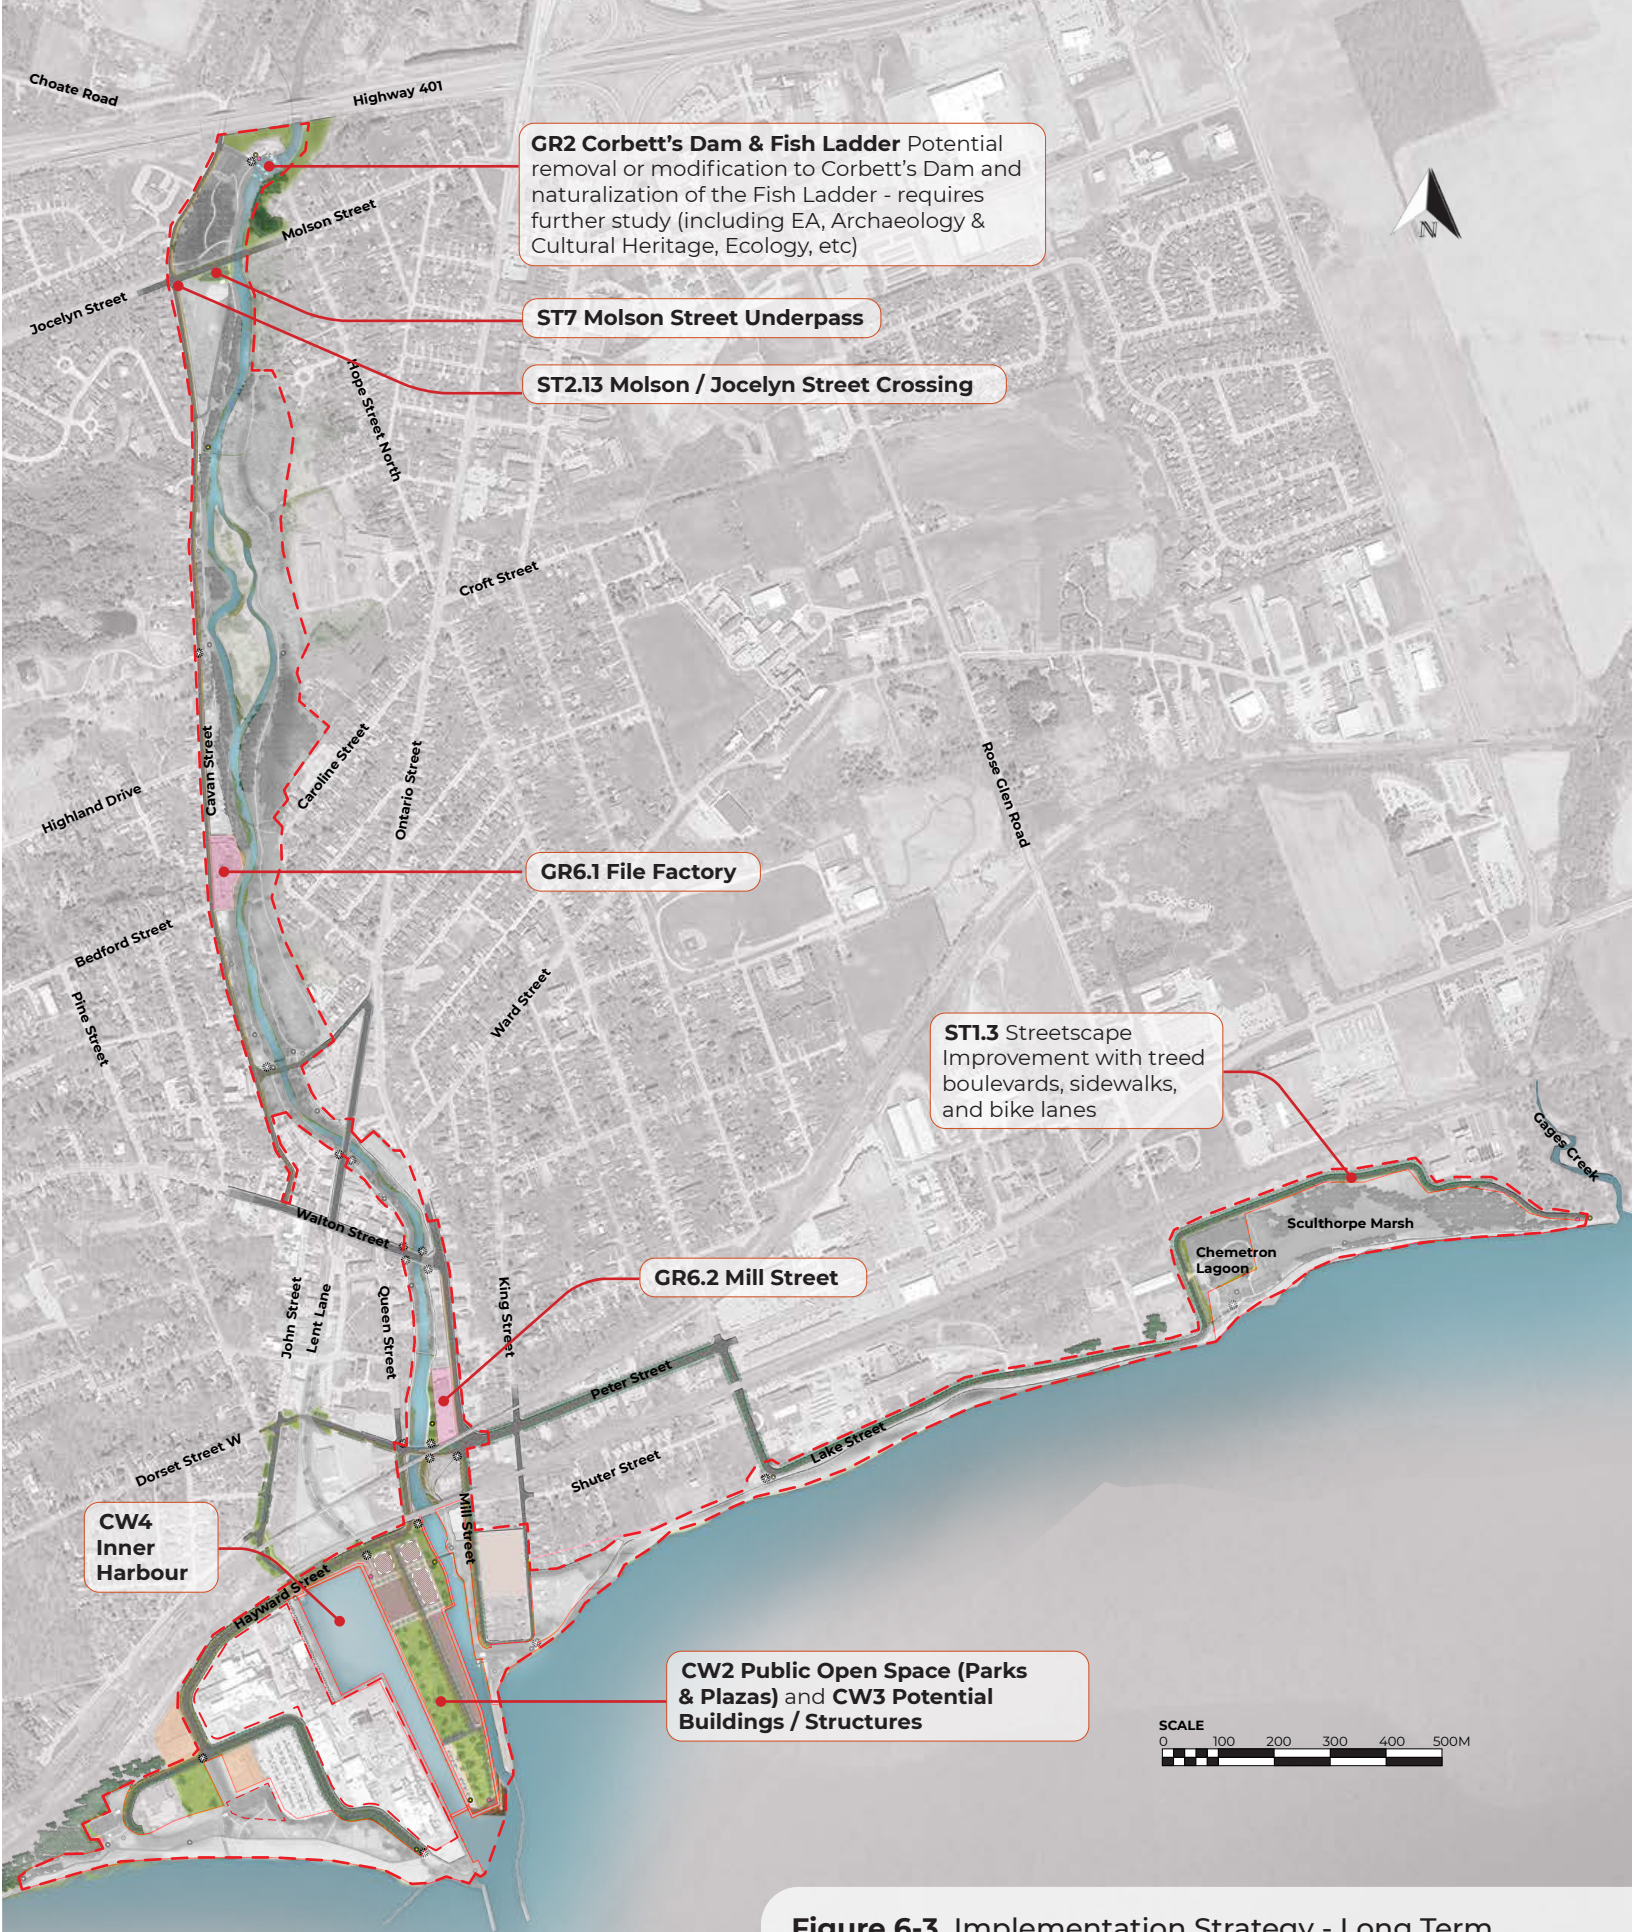 Choate Road
Highway 401
GR2 Corbett's Dam & Fish Ladder Potential
removal or modification to Corbett's Dam and
naturalization of the Fish Ladder - requires
further study (including EA, Archaeology &
Cultural Heritage, Ecology, etc)
N
Molson Street
Jocelyn Street
ST7 Molson Street Underpass
ST2.13 Molson / Jocelyn Street Crossing
Hope Street North
Croft Street
Cavan Street
Caroline Street
Ontario Street
Rose Glen Road
Highland Drive
GR6.1 File Factory
Google Earth
Bedford Street
Pine Street
Ward Street
ST1.3 Streetscape
Improvement with treed
boulevards, sidewalks,
and bike lanes
Gages Creek
Walton Street
Sculthorpe Marsh
Chemetron
Lagoon
GR6.2 Mill Street
John Street
Lent Lane
Queen Street
King Street
Peter Street
Lake Street
Dorset Street W
Shuter Street
Mill Street
CW4
Inner
Harbour
Hayward Street
CW2 Public Open Space (Parks
& Plazas) and CW3 Potential
Buildings / Structures
SCALE
0 100 200 300 400 500M
Figure 6-3 Implementation Strategy - Long Term